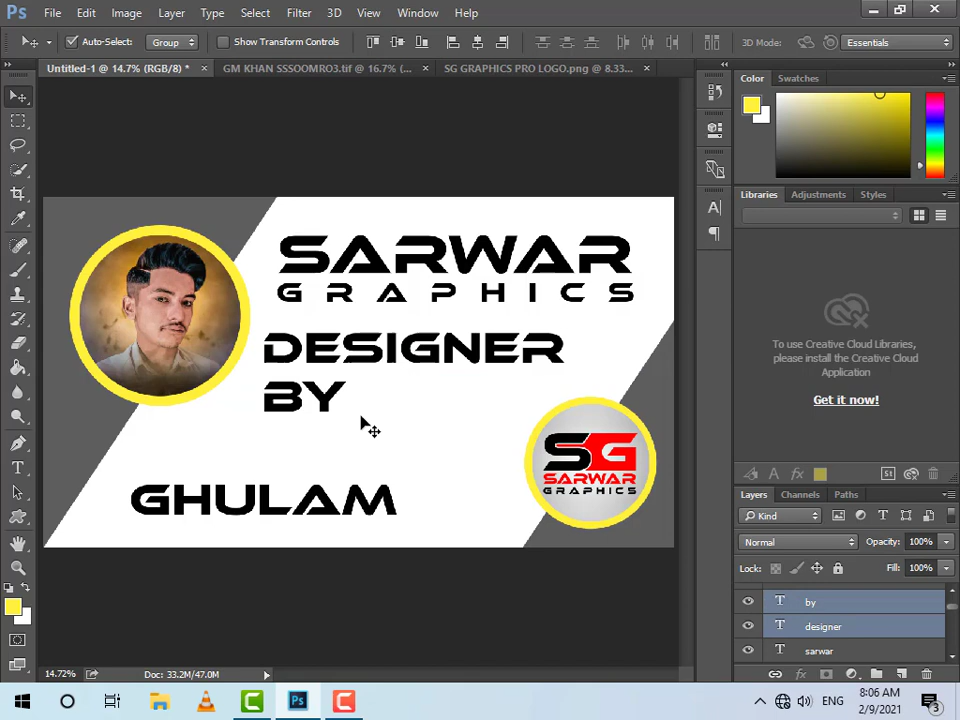 Ps File Edit Image Layer Type Select Filter 3D View Window Help
Auto-Select: Group Show Transform Controls 3D Mode: Essentials
Untitled-1 @ 14.7% (RGB/8) * × GM KHAN SSSOOMRO3.tif @ 16.7% (... × SG GRAPHICS PRO LOGO.png @ 8.33... ×
Color Swatches
Libraries Adjustments Styles
SARWAR
GRAPHICS
DESIGNER
BY
GHULAM
SG
SARWAR
GRAPHICS
To use Creative Cloud Libraries,
please install the Creative Cloud
Application
Get it now!
Layers Channels Paths
Kind
Normal Opacity: 100%
Lock: Fill: 100%
T by
T designer
T sarwar
14.72% Doc: 33.2M/47.0M
ENG 8:06 AM
2/9/2021 3